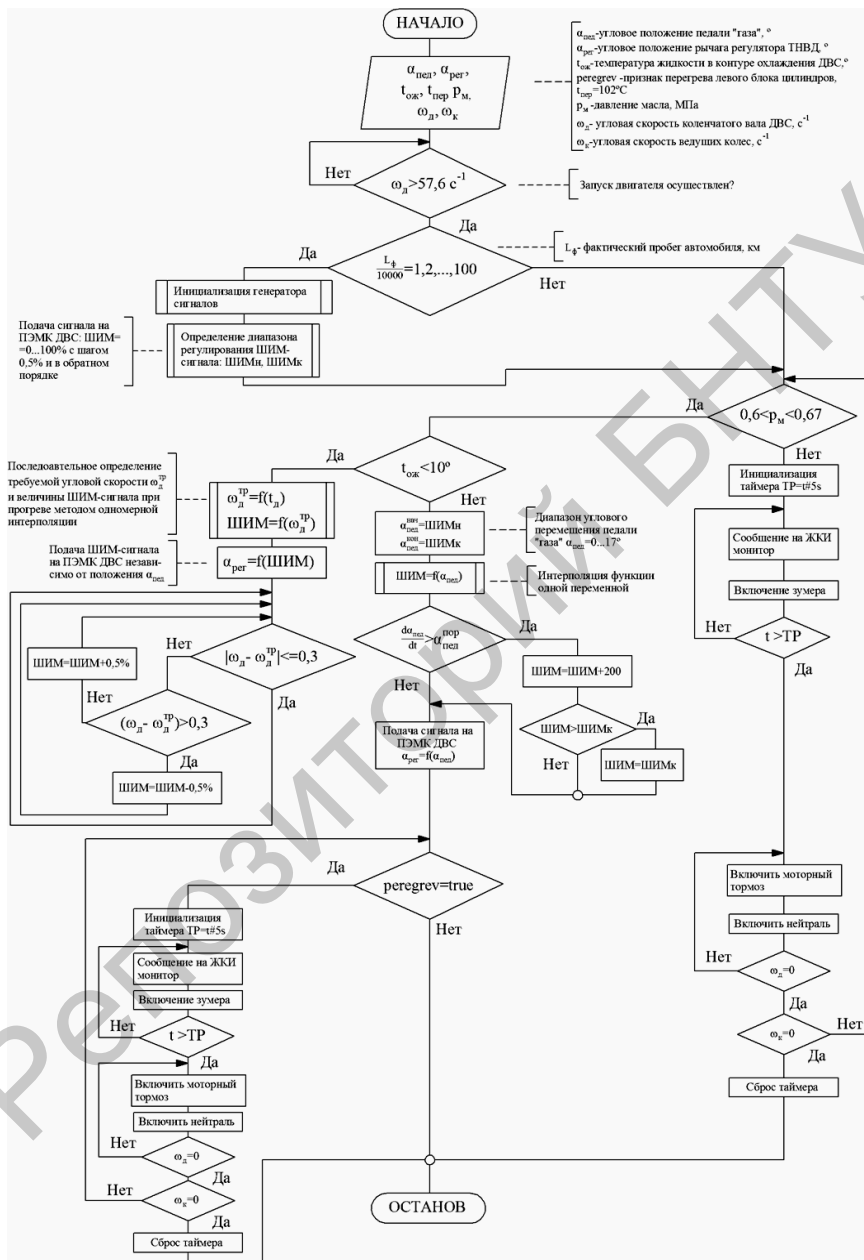 НАЧАЛО
αпед, αрег,
tож, tпер pм,
ωд, ωк
αпед-угловое положение педали "газа", °
αрег-угловое положение рычага регулятора ТНВД, °
tож-температура жидкости в контуре охлаждения ДВС,°
peregrev -признак перегрева левого блока цилиндров,
tпер=102°C
pм -давление масла, МПа
ωд- угловая скорость коленчатого вала ДВС, с⁻¹
ωк-угловая скорость ведущих колес, с⁻¹
Нет
ωд>57,6 с⁻¹
Запуск двигателя осуществлен?
Да
Да
Lф/10000=1,2,...,100
Lф- фактический пробег автомобиля, км
Нет
Инициализация генератора
сигналов
Подача сигнала на
ПЭМК ДВС: ШИМ=
=0...100% с шагом
0,5% и в обратном
порядке
Определение диапазона
регулирования ШИМ-
сигнала: ШИМн, ШИМк
Да
0,6<pм<0,67
Нет
Последоавтельное определение
требуемой угловой скорости ωдᵀᴾ
и величины ШИМ-сигнала при
прогреве методом одномерной
интерполяции
Да
tож<10°
Нет
ωдᵀᴾ=f(tд)
ШИМ=f(ωдᵀᴾ)
αпеднач=ШИМн
αпедкон=ШИМк
Диапазон углового
перемещения педали
"газа" αпед=0...17°
Инициализация
таймера TP=t#5s
Сообщение на ЖКИ
монитор
Включение зумера
Нет
t >TP
Да
Подача ШИМ-сигнала
на ПЭМК ДВС независ-
имо от положения αпед
αрег=f(ШИМ)
ШИМ=f(αпед)
Интерполяция функции
одной переменной
Нет
|ωд- ωдᵀᴾ|<=0,3
Да
ШИМ=ШИМ+0,5%
Нет
(ωд- ωдᵀᴾ)>0,3
Да
ШИМ=ШИМ-0,5%
dαпед/dt>αпедпор
Да
Нет
ШИМ=ШИМ+200
ШИМ>ШИМк
Да
Нет
ШИМ=ШИМк
Подача сигнала на
ПЭМК ДВС
αрег=f(αпед)
Да
peregrev=true
Нет
Включить моторный
тормоз
Включить нейтраль
Нет
ωд=0
Да
ωк=0
Нет
Да
Сброс таймера
Инициализация
таймера TP=t#5s
Сообщение на ЖКИ
монитор
Включение зумера
Нет
t >TP
Да
Включить моторный
тормоз
Включить нейтраль
Нет
ωд=0
Да
Нет
ωк=0
Да
Сброс таймера
ОСТАНОВ
Репозиторий БНТУ